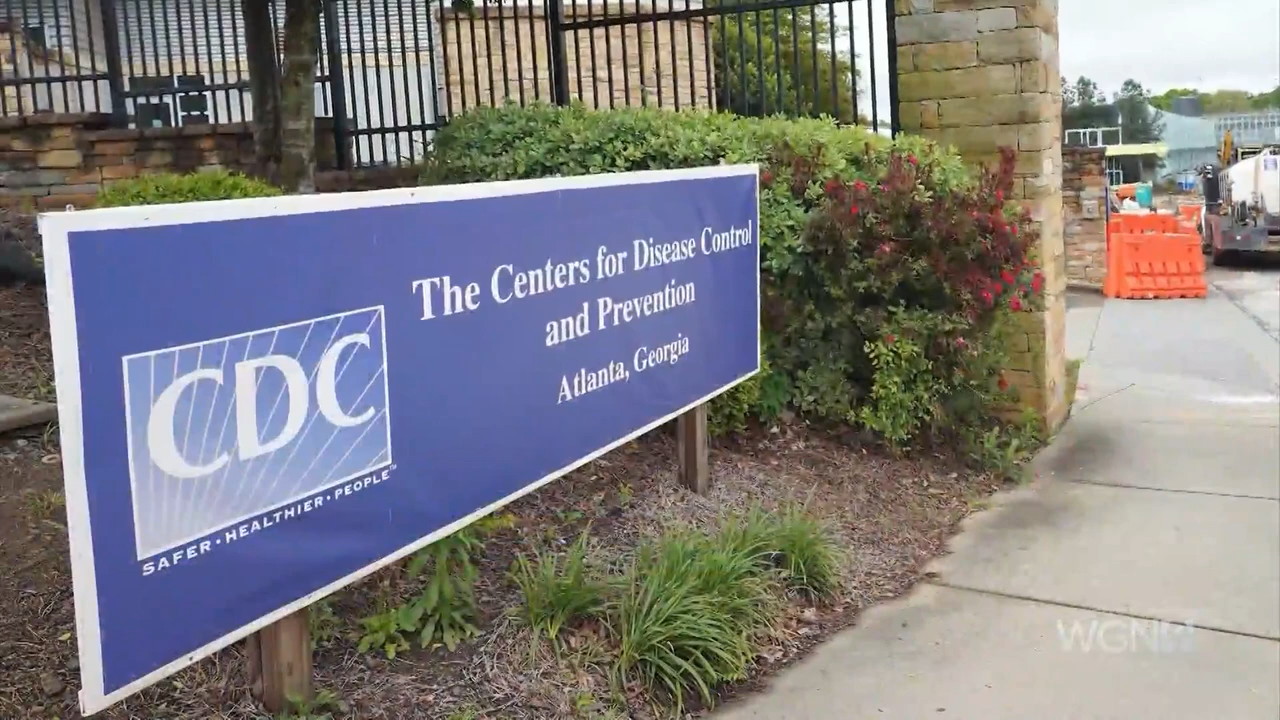 The Centers for Disease Control
and Prevention
Atlanta, Georgia
CDC
SAFER • HEALTHIER • PEOPLE™
WGN